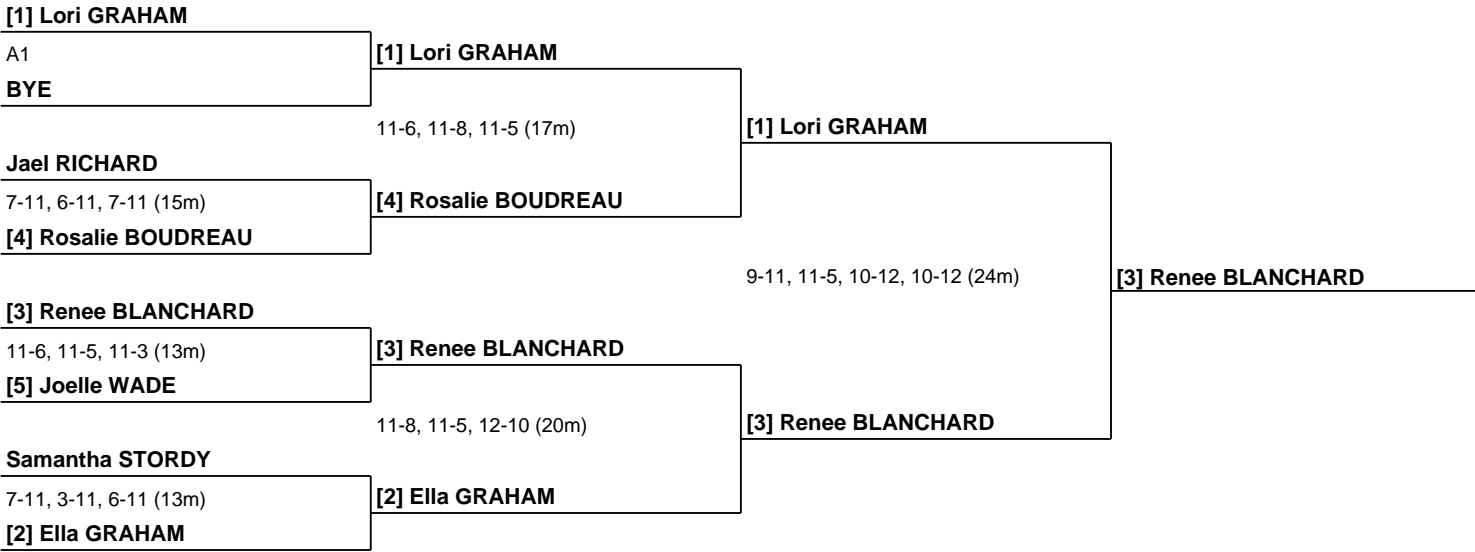 [1] Lori GRAHAM
A1
BYE
Jael RICHARD
7-11, 6-11, 7-11 (15m)
[4] Rosalie BOUDREAU
[3] Renee BLANCHARD
11-6, 11-5, 11-3 (13m)
[5] Joelle WADE
Samantha STORDY
7-11, 3-11, 6-11 (13m)
[2] Ella GRAHAM
[1] Lori GRAHAM
11-6, 11-8, 11-5 (17m)
[4] Rosalie BOUDREAU
[3] Renee BLANCHARD
11-8, 11-5, 12-10 (20m)
[2] Ella GRAHAM
[1] Lori GRAHAM
9-11, 11-5, 10-12, 10-12 (24m)
[3] Renee BLANCHARD
[3] Renee BLANCHARD